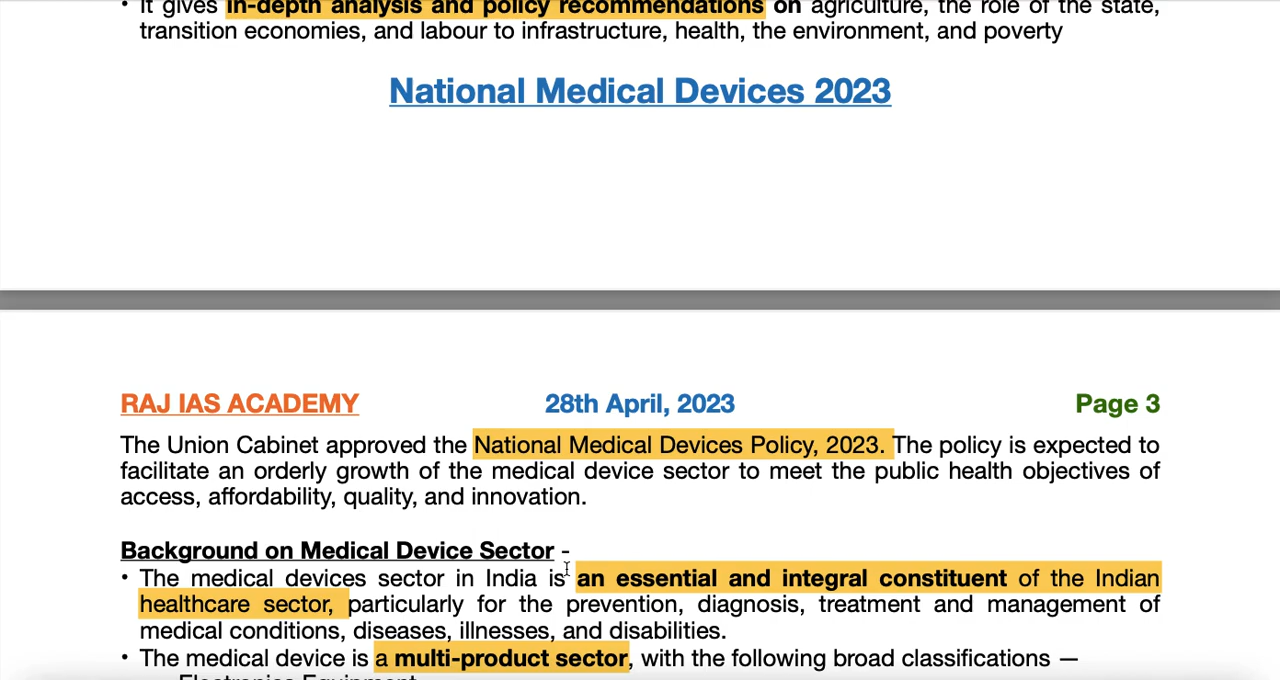 • It gives in-depth analysis and policy recommendations on agriculture, the role of the state,
transition economies, and labour to infrastructure, health, the environment, and poverty
National Medical Devices 2023
RAJ IAS ACADEMY 28th April, 2023 Page 3
The Union Cabinet approved the National Medical Devices Policy, 2023. The policy is expected to
facilitate an orderly growth of the medical device sector to meet the public health objectives of
access, affordability, quality, and innovation.
Background on Medical Device Sector -
• The medical devices sector in India is an essential and integral constituent of the Indian
healthcare sector, particularly for the prevention, diagnosis, treatment and management of
medical conditions, diseases, illnesses, and disabilities.
• The medical device is a multi-product sector, with the following broad classifications —
Electronics Equipment